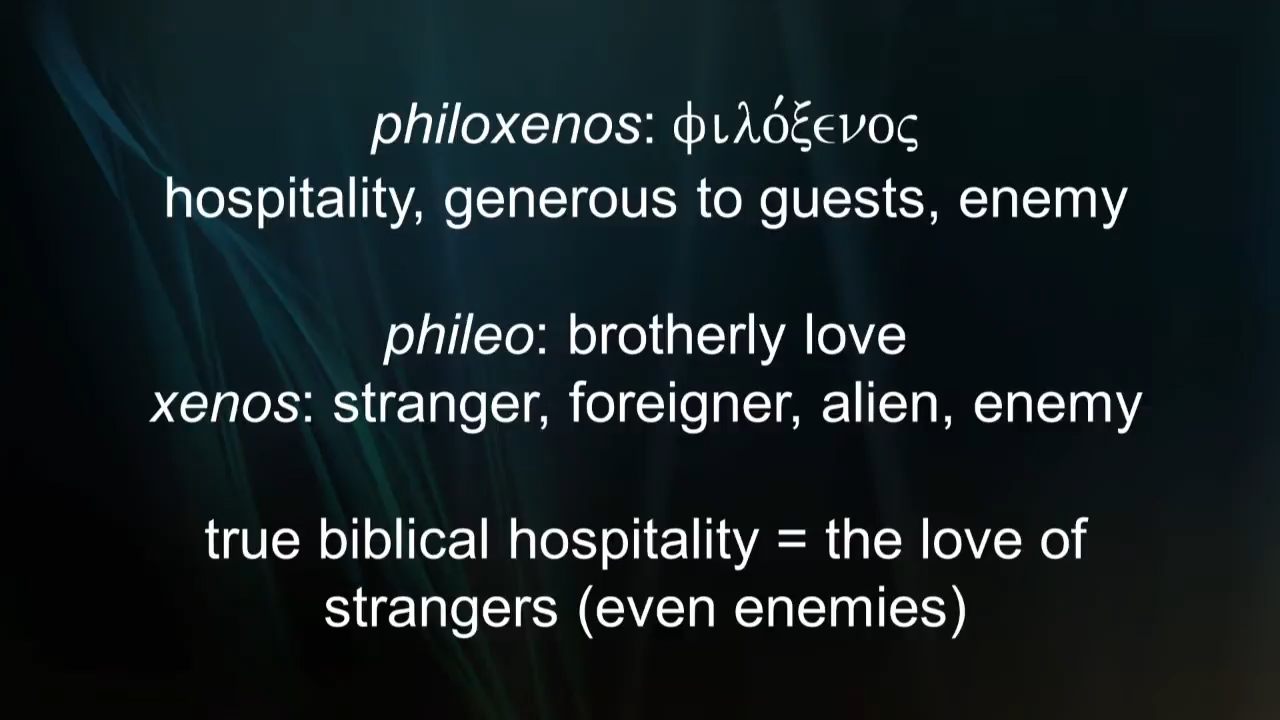 philoxenos: φιλόξενος
hospitality, generous to guests, enemy
phileo: brotherly love
xenos: stranger, foreigner, alien, enemy
true biblical hospitality = the love of
strangers (even enemies)